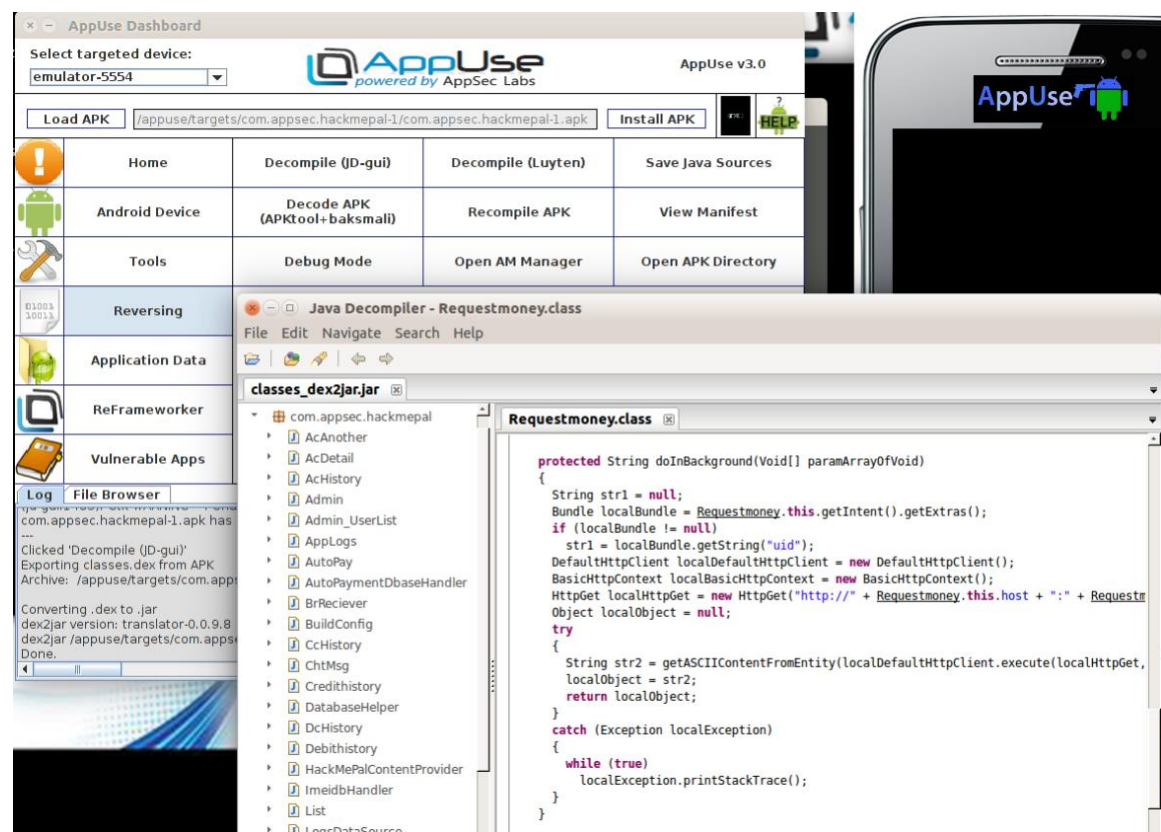 AppUse Dashboard
Select targeted device:
emulator-5554
AppUse
powered by AppSec Labs
AppUse v3.0
Load APK
/appuse/targets/com.appsec.hackmepal-1/com.appsec.hackmepal-1.apk
Install APK
?
HELP
Home
Decompile (JD-gui)
Decompile (Luyten)
Save Java Sources
Android Device
Decode APK
(APKtool+baksmali)
Recompile APK
View Manifest
Tools
Debug Mode
Open AM Manager
Open APK Directory
01001
10011
Reversing
Application Data
ReFrameworker
Vulnerable Apps
Log
File Browser
com.appsec.hackmepal-1.apk has
---
Clicked 'Decompile (JD-gui)'
Exporting classes.dex from APK
Archive: /appuse/targets/com.apps
Converting .dex to .jar
dex2jar version: translator-0.0.9.8
dex2jar /appuse/targets/com.appse
Done.
AppUse
Java Decompiler - Requestmoney.class
File Edit Navigate Search Help
classes_dex2jar.jar
com.appsec.hackmepal
AcAnother
AcDetail
AcHistory
Admin
Admin_UserList
AppLogs
AutoPay
AutoPaymentDbaseHandler
BrReciever
BuildConfig
CcHistory
ChtMsg
Credithistory
DatabaseHelper
DcHistory
Debithistory
HackMePalContentProvider
ImeidbHandler
List
LogsDataSource
Requestmoney.class
protected String doInBackground(Void[] paramArrayOfVoid)
{
String str1 = null;
Bundle localBundle = Requestmoney.this.getIntent().getExtras();
if (localBundle != null)
str1 = localBundle.getString("uid");
DefaultHttpClient localDefaultHttpClient = new DefaultHttpClient();
BasicHttpContext localBasicHttpContext = new BasicHttpContext();
HttpGet localHttpGet = new HttpGet("http://" + Requestmoney.this.host + ":" + Requestm
Object localObject = null;
try
{
String str2 = getASCIIContentFromEntity(localDefaultHttpClient.execute(localHttpGet,
localObject = str2;
return localObject;
}
catch (Exception localException)
{
while (true)
localException.printStackTrace();
}
}